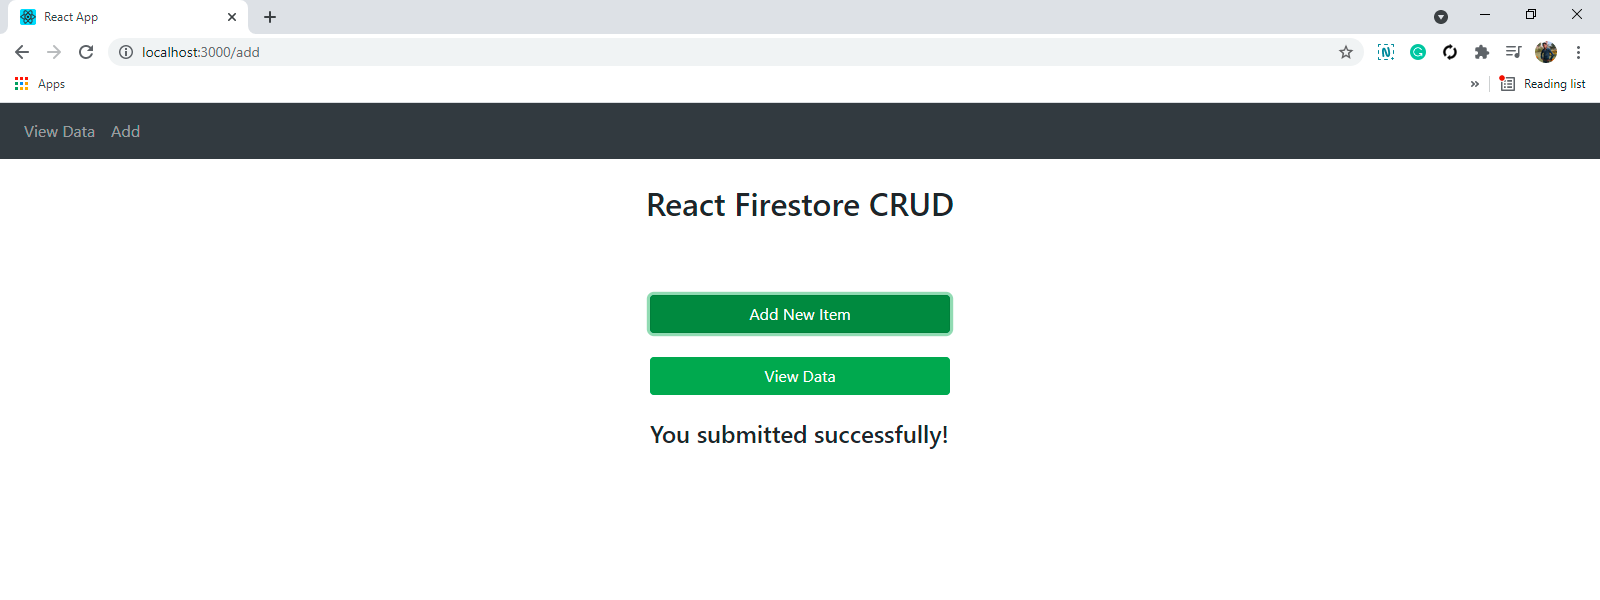 React App
localhost:3000/add
Apps
» Reading list
View Data Add
React Firestore CRUD
Add New Item
View Data
You submitted successfully!